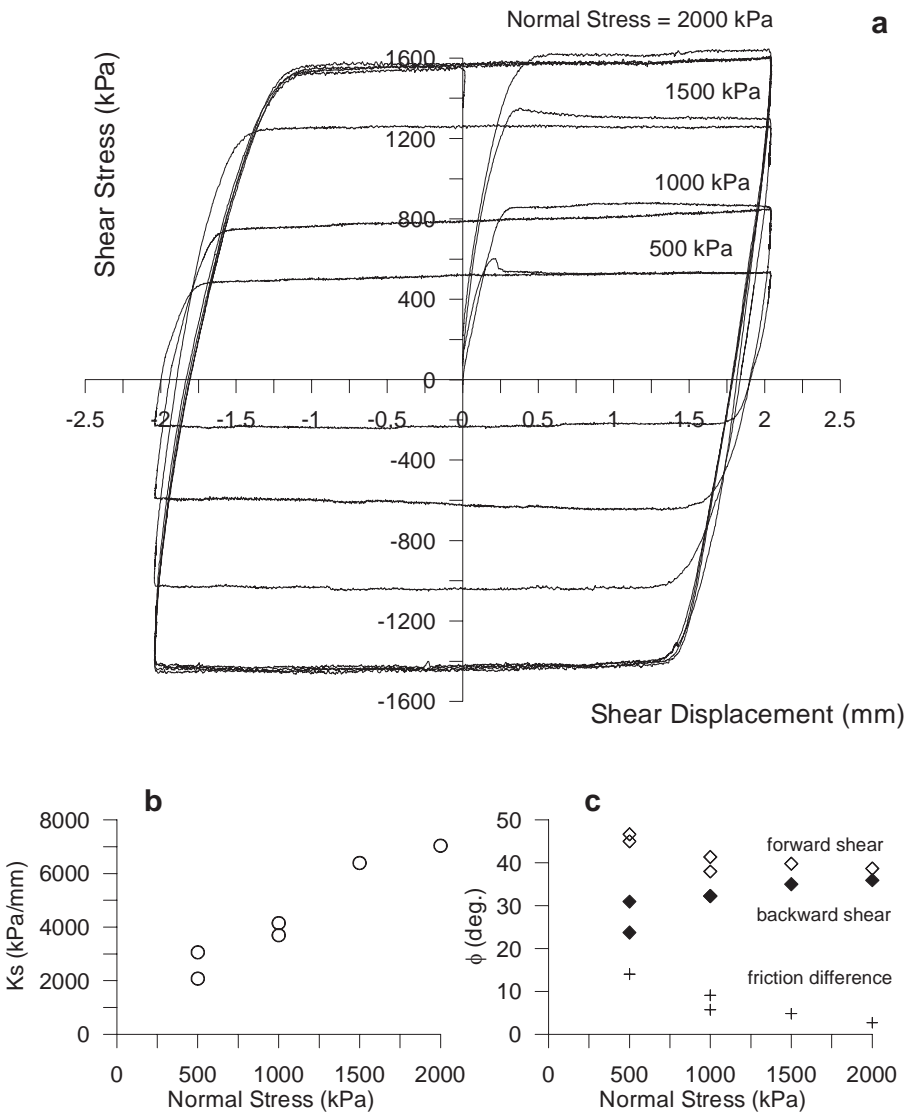 Normal Stress = 2000 kPa
a
Shear Stress (kPa)
1600
1200
800
400
0
-400
-800
-1200
-1600
1500 kPa
1000 kPa
500 kPa
-2.5
-2
-1.5
-1
-0.5
0
0.5
1
1.5
2
2.5
Shear Displacement (mm)
b
Ks (kPa/mm)
8000
6000
4000
2000
0
0
500
1000
1500
2000
Normal Stress (kPa)
c
ϕ (deg.)
50
40
30
20
10
0
forward shear
backward shear
friction difference
0
500
1000
1500
2000
Normal Stress (kPa)